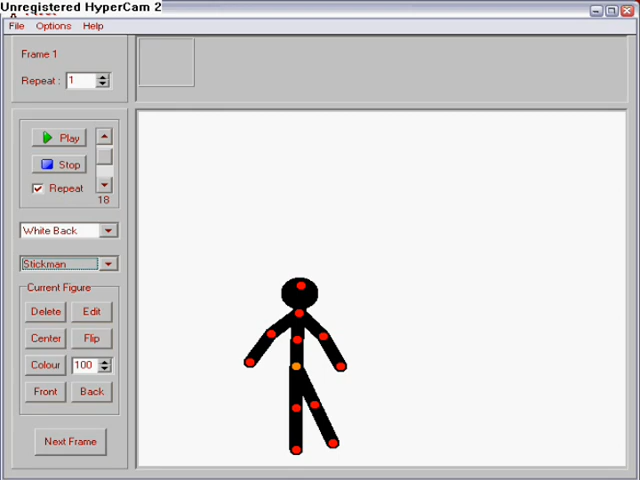 Unregistered HyperCam 2
File Options Help
Frame 1
Repeat : 1
Play
Stop
Repeat
18
White Back
Stickman
Current Figure
Delete Edit
Center Flip
Colour 100
Front Back
Next Frame